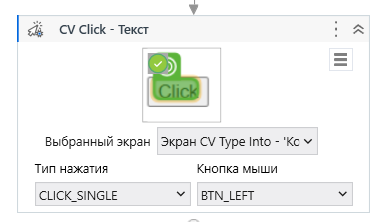 CV Click - Текст
Click
Выбранный экран
Экран CV Type Into - 'Кс
Тип нажатия
Кнопка мыши
CLICK_SINGLE
BTN_LEFT